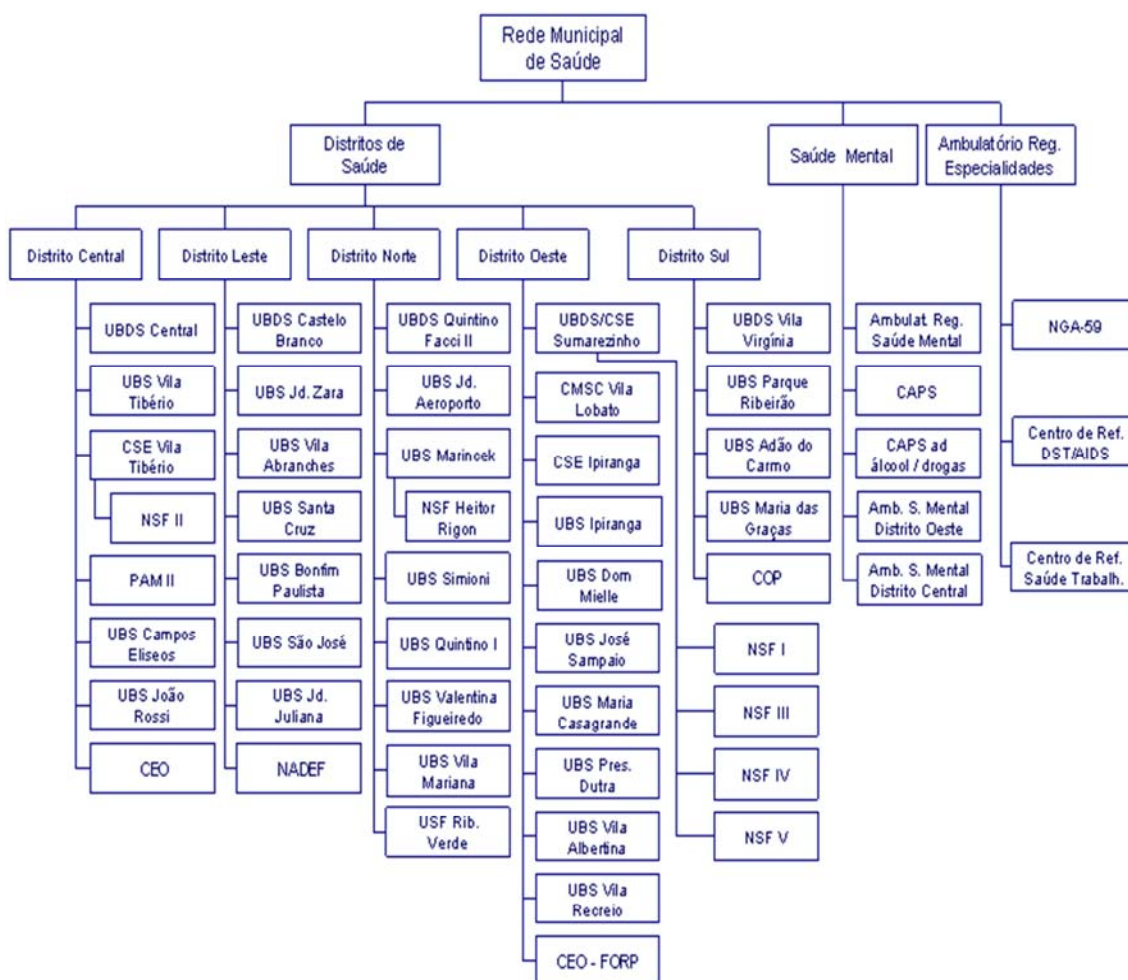 Rede Municipal
de Saúde
Distritos de
Saúde
Saúde Mental
Ambulatório Reg.
Especialidades
Distrito Central
Distrito Leste
Distrito Norte
Distrito Oeste
Distrito Sul
UBDS Central
UBS Vila
Tibério
CSE Vila
Tibério
NSF II
PAM II
UBS Campos
Eliseos
UBS João
Rossi
CEO
UBDS Castelo
Branco
UBS Jd. Zara
UBS Vila
Abranches
UBS Santa
Cruz
UBS Bonfim
Paulista
UBS São José
UBS Jd.
Juliana
NADEF
UBDS Quintino
Facci II
UBS Jd.
Aeroporto
UBS Marincek
NSF Heitor
Rigon
UBS Simioni
UBS Quintino I
UBS Valentina
Figueiredo
UBS Vila
Mariana
USF Rib.
Verde
UBDS/CSE
Sumarezinho
CMSC Vila
Lobato
CSE Ipiranga
UBS Ipiranga
UBS Dom
Mielle
UBS José
Sampaio
UBS Maria
Casagrande
UBS Pres.
Dutra
UBS Vila
Albertina
UBS Vila
Recreio
CEO - FORP
NSF I
NSF III
NSF IV
NSF V
UBDS Vila
Virgínia
UBS Parque
Ribeirão
UBS Adão do
Carmo
UBS Maria das
Graças
COP
Ambulat. Reg.
Saúde Mental
CAPS
CAPS ad
álcool / drogas
Amb. S. Mental
Distrito Oeste
Amb. S. Mental
Distrito Central
NGA-59
Centro de Ref.
DST/AIDS
Centro de Ref.
Saúde Trabalh.